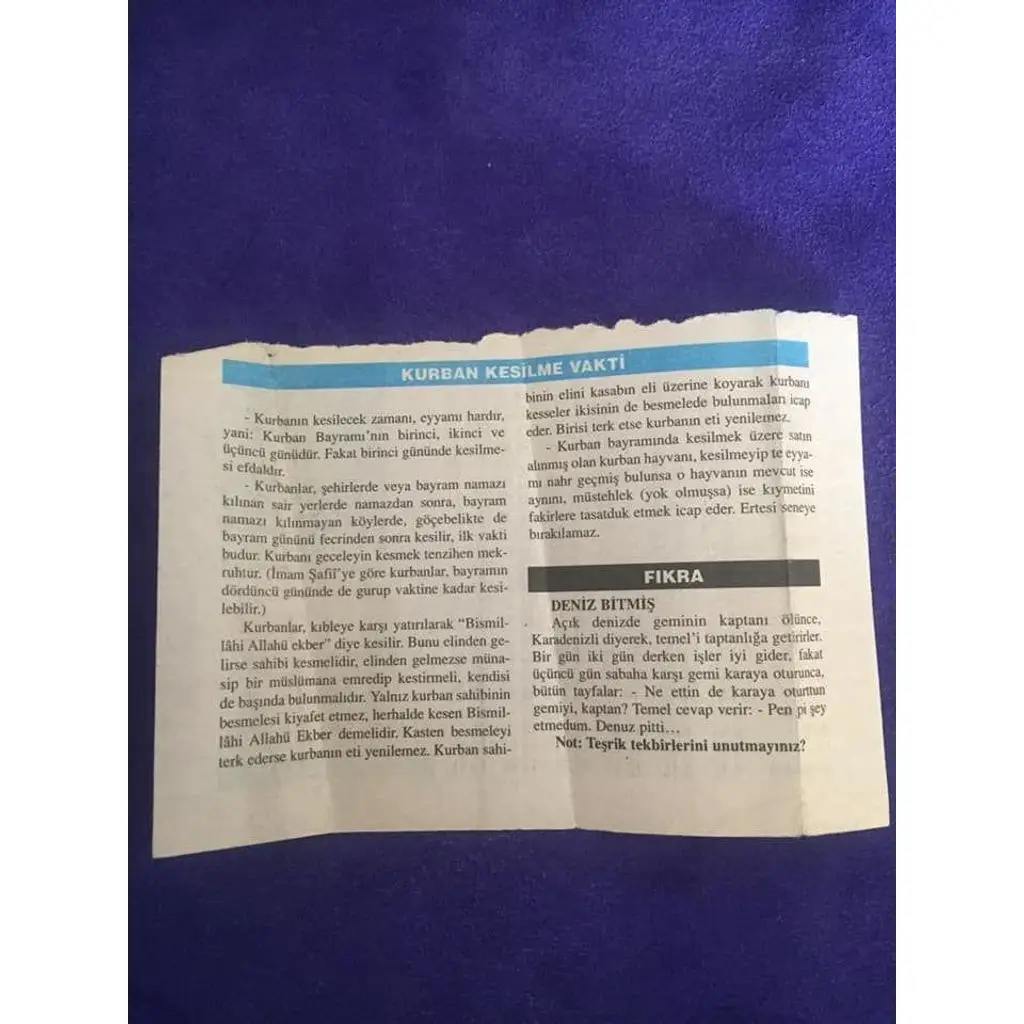 KURBAN KESİLME VAKTİ
- Kurbanın kesilecek zamanı, eyyamı hardır,
yani: Kurban Bayramı'nın birinci, ikinci ve
üçüncü günüdür. Fakat birinci gününde kesilme-
si efdaldır.
- Kurbanlar, şehirlerde veya bayram namazı
kılınan sair yerlerde namazdan sonra, bayram
namazı kılınmayan köylerde, göçebelikte de
bayram gününü fecrinden sonra kesilir, ilk vakti
budur. Kurbanı geceleyin kesmek tenzihen mek-
ruhtur. (İmam Şafiî'ye göre kurbanlar, bayramın
dördüncü gününde de gurup vaktine kadar kesi-
lebilir.)
Kurbanlar, kıbleye karşı yatırılarak "Bismil-
lâhi Allahü ekber" diye kesilir. Bunu elinden ge-
lirse sahibi kesmelidir, elinden gelmezse müna-
sip bir müslümana emredip kestirmeli, kendisi
de başında bulunmalıdır. Yalnız kurban sahibinin
besmelesi kiyafet etmez, herhalde kesen Bismil-
lâhi Allahü Ekber demelidir. Kasten besmeleyi
terk ederse kurbanın eti yenilemez. Kurban sahi-
binin elini kasabın eli üzerine koyarak kurbanı
kesseler ikisinin de besmelede bulunmaları icap
eder. Birisi terk etse kurbanın eti yenilemez.
- Kurban bayramında kesilmek üzere satın
alınmış olan kurban hayvanı, kesilmeyip te eyya-
mı nahr geçmiş bulunsa o hayvanın mevcut ise
aynını, müstehlek (yok olmuşsa) ise kıymetini
fakirlere tasatduk etmek icap eder. Ertesi seneye
bırakılamaz.
FIKRA
DENİZ BİTMİŞ
Açık denizde geminin kaptanı ölünce,
Karadenizli diyerek, temel'i taptanlığa getirirler.
Bir gün iki gün derken işler iyi gider, fakat
üçüncü gün sabaha karşı gemi karaya oturunca,
bütün tayfalar: - Ne ettin de karaya oturttun
gemiyi, kaptan? Temel cevap verir: - Pen pi şey
etmedum. Denuz pitti...
Not: Teşrik tekbirlerini unutmayınız?